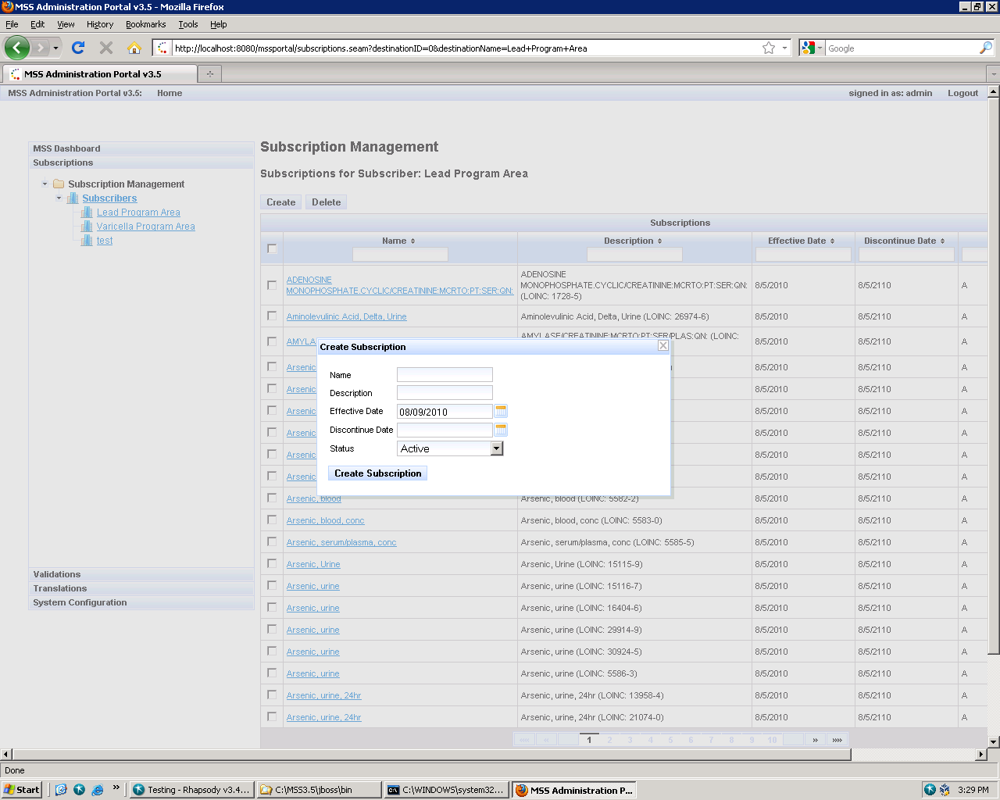 MSS Administration Portal v3.5 - Mozilla Firefox
File Edit View History Bookmarks Tools Help
http://localhost:8080/mssportal/subscriptions.seam?destinationID=0&destinationName=Lead+Program+Area
Google
MSS Administration Portal v3.5
MSS Administration Portal v3.5: Home signed in as: admin Logout
MSS Dashboard
Subscriptions
Subscription Management
Subscribers
Lead Program Area
Varicella Program Area
test
Validations
Translations
System Configuration
Subscription Management
Subscriptions for Subscriber: Lead Program Area
Create Delete
Subscriptions
Name Description Effective Date Discontinue Date
ADENOSINE
MONOPHOSPHATE.CYCLIC/CREATININE:MCRTO:PT:SER:QN:
ADENOSINE
MONOPHOSPHATE.CYCLIC/CREATININE:MCRTO:PT:SER:QN:
(LOINC: 1728-5)
8/5/2010 8/5/2110 A
Aminolevulinic Acid, Delta, Urine Aminolevulinic Acid, Delta, Urine (LOINC: 26974-6) 8/5/2010 8/5/2110 A
AMYLA AMYLASE/CREATININE:MCRTO:PT:SER/PLAS:QN: (LOINC: 8/5/2010 8/5/2110 A
Arsenic 8/5/2010 8/5/2110 A
Arsenic 8/5/2010 8/5/2110 A
Arsenic 8/5/2010 8/5/2110 A
Arsenic 8/5/2010 8/5/2110 A
Arsenic 8/5/2010 8/5/2110 A
Arsenic 8/5/2010 8/5/2110 A
Arsenic, blood Arsenic, blood (LOINC: 5582-2) 8/5/2010 8/5/2110 A
Arsenic, blood, conc Arsenic, blood, conc (LOINC: 5583-0) 8/5/2010 8/5/2110 A
Arsenic, serum/plasma, conc Arsenic, serum/plasma, conc (LOINC: 5585-5) 8/5/2010 8/5/2110 A
Arsenic, Urine Arsenic, Urine (LOINC: 15115-9) 8/5/2010 8/5/2110 A
Arsenic, urine Arsenic, urine (LOINC: 15116-7) 8/5/2010 8/5/2110 A
Arsenic, urine Arsenic, urine (LOINC: 16404-6) 8/5/2010 8/5/2110 A
Arsenic, urine Arsenic, urine (LOINC: 29914-9) 8/5/2010 8/5/2110 A
Arsenic, urine Arsenic, urine (LOINC: 30924-5) 8/5/2010 8/5/2110 A
Arsenic, urine Arsenic, urine (LOINC: 5586-3) 8/5/2010 8/5/2110 A
Arsenic, urine, 24hr Arsenic, urine, 24hr (LOINC: 13958-4) 8/5/2010 8/5/2110 A
Arsenic, urine, 24hr Arsenic, urine, 24hr (LOINC: 21074-0) 8/5/2010 8/5/2110 A
«« « 1 2 3 4 5 6 7 8 9 10 » »»
Create Subscription
Name
Description
Effective Date 08/09/2010
Discontinue Date
Status Active
Create Subscription
Done
Start » Testing - Rhapsody v3.4... C:\MSS3.5\jboss\bin C:\WINDOWS\system32... MSS Administration P... 3:29 PM